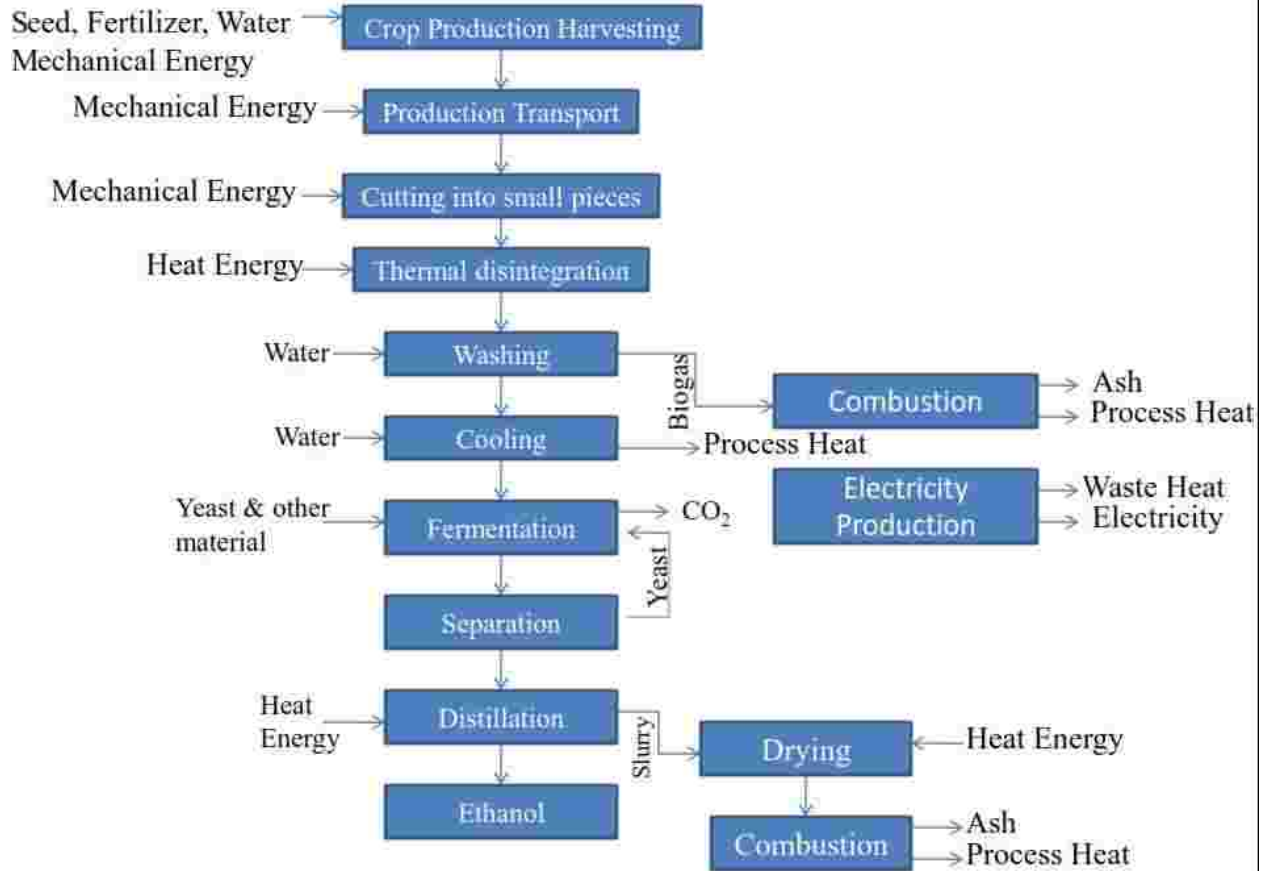 Seed, Fertilizer, Water
Mechanical Energy
Crop Production Harvesting
Mechanical Energy
Production Transport
Mechanical Energy
Cutting into small pieces
Heat Energy
Thermal disintegration
Water
Washing
Biogas
Combustion
Ash
Process Heat
Water
Cooling
Process Heat
Electricity
Production
Waste Heat
Electricity
Yeast & other
material
Fermentation
CO₂
Yeast
Separation
Heat
Energy
Distillation
Slurry
Drying
Heat Energy
Ethanol
Combustion
Ash
Process Heat